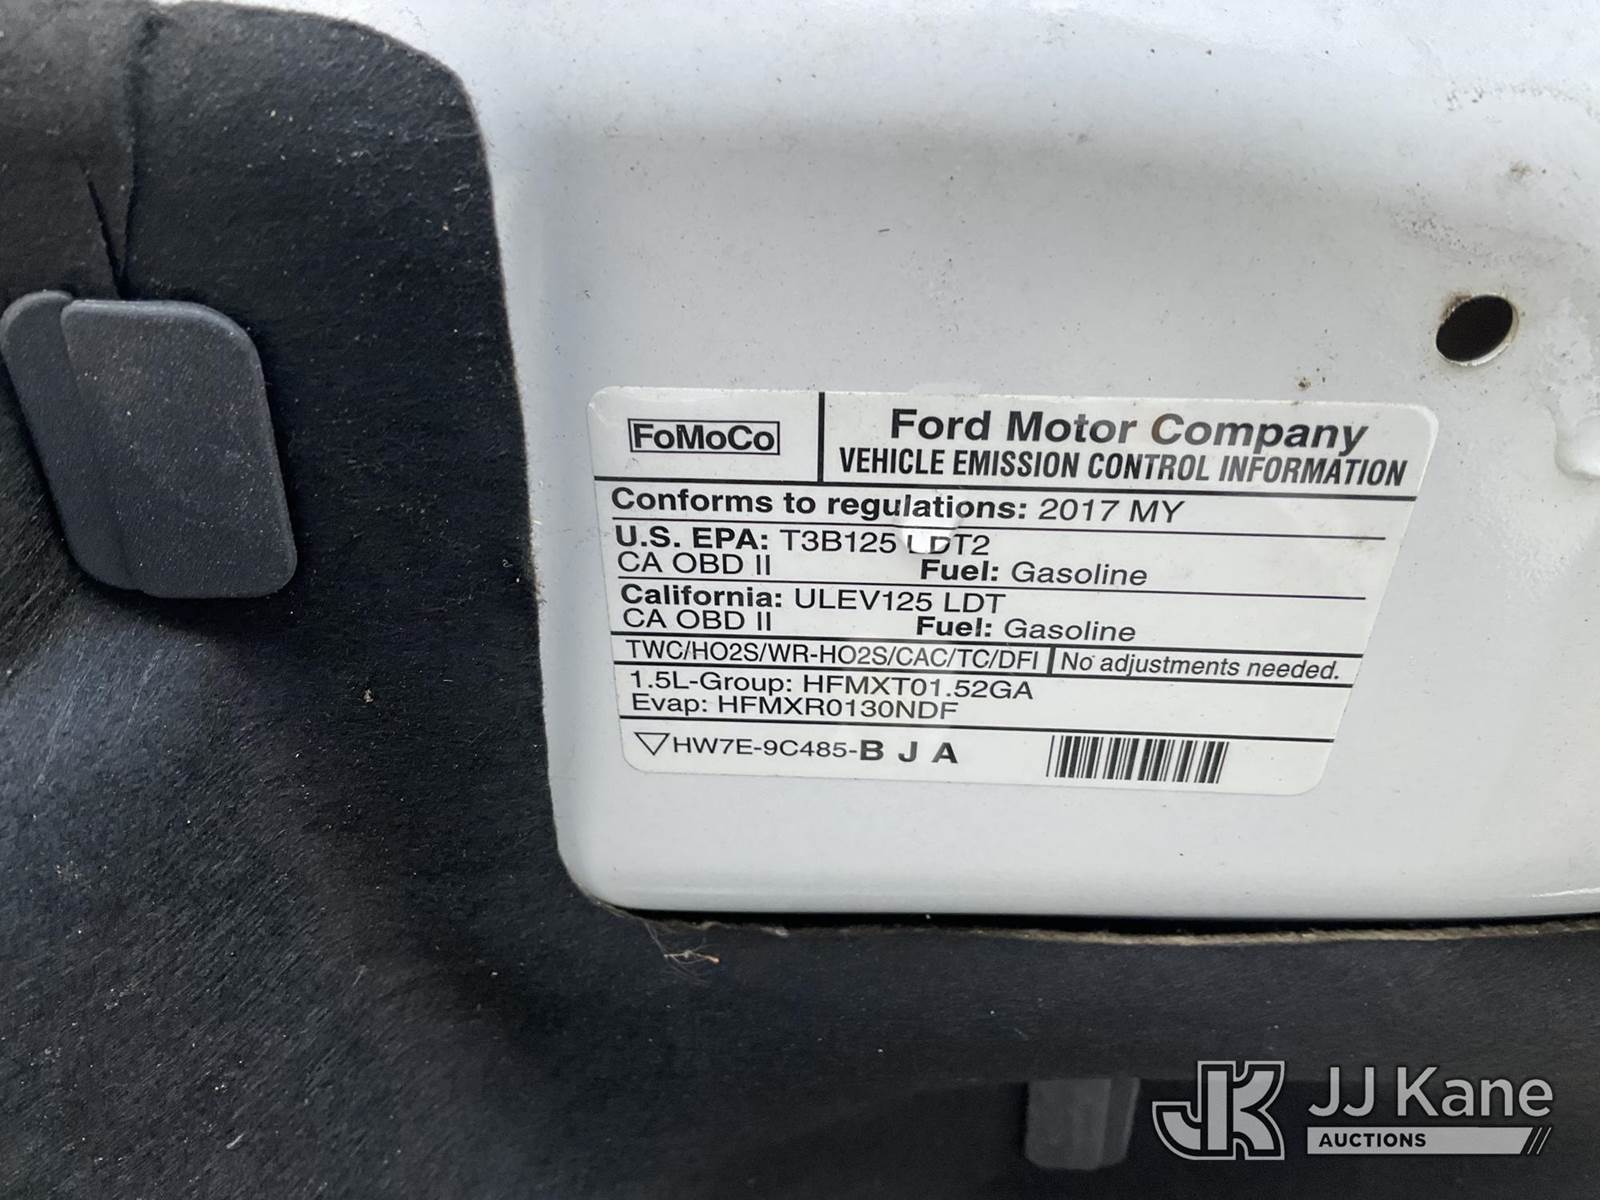 FoMoCo
Ford Motor Company
VEHICLE EMISSION CONTROL INFORMATION
Conforms to regulations: 2017 MY
U.S. EPA: T3B125 LDT2
CA OBD II Fuel: Gasoline
California: ULEV125 LDT
CA OBD II Fuel: Gasoline
TWC/HO2S/WR-HO2S/CAC/TC/DFI No adjustments needed.
1.5L-Group: HFMXT01.52GA
Evap: HFMXR0130NDF
HW7E-9C485-B J A
JK JJ Kane
AUCTIONS